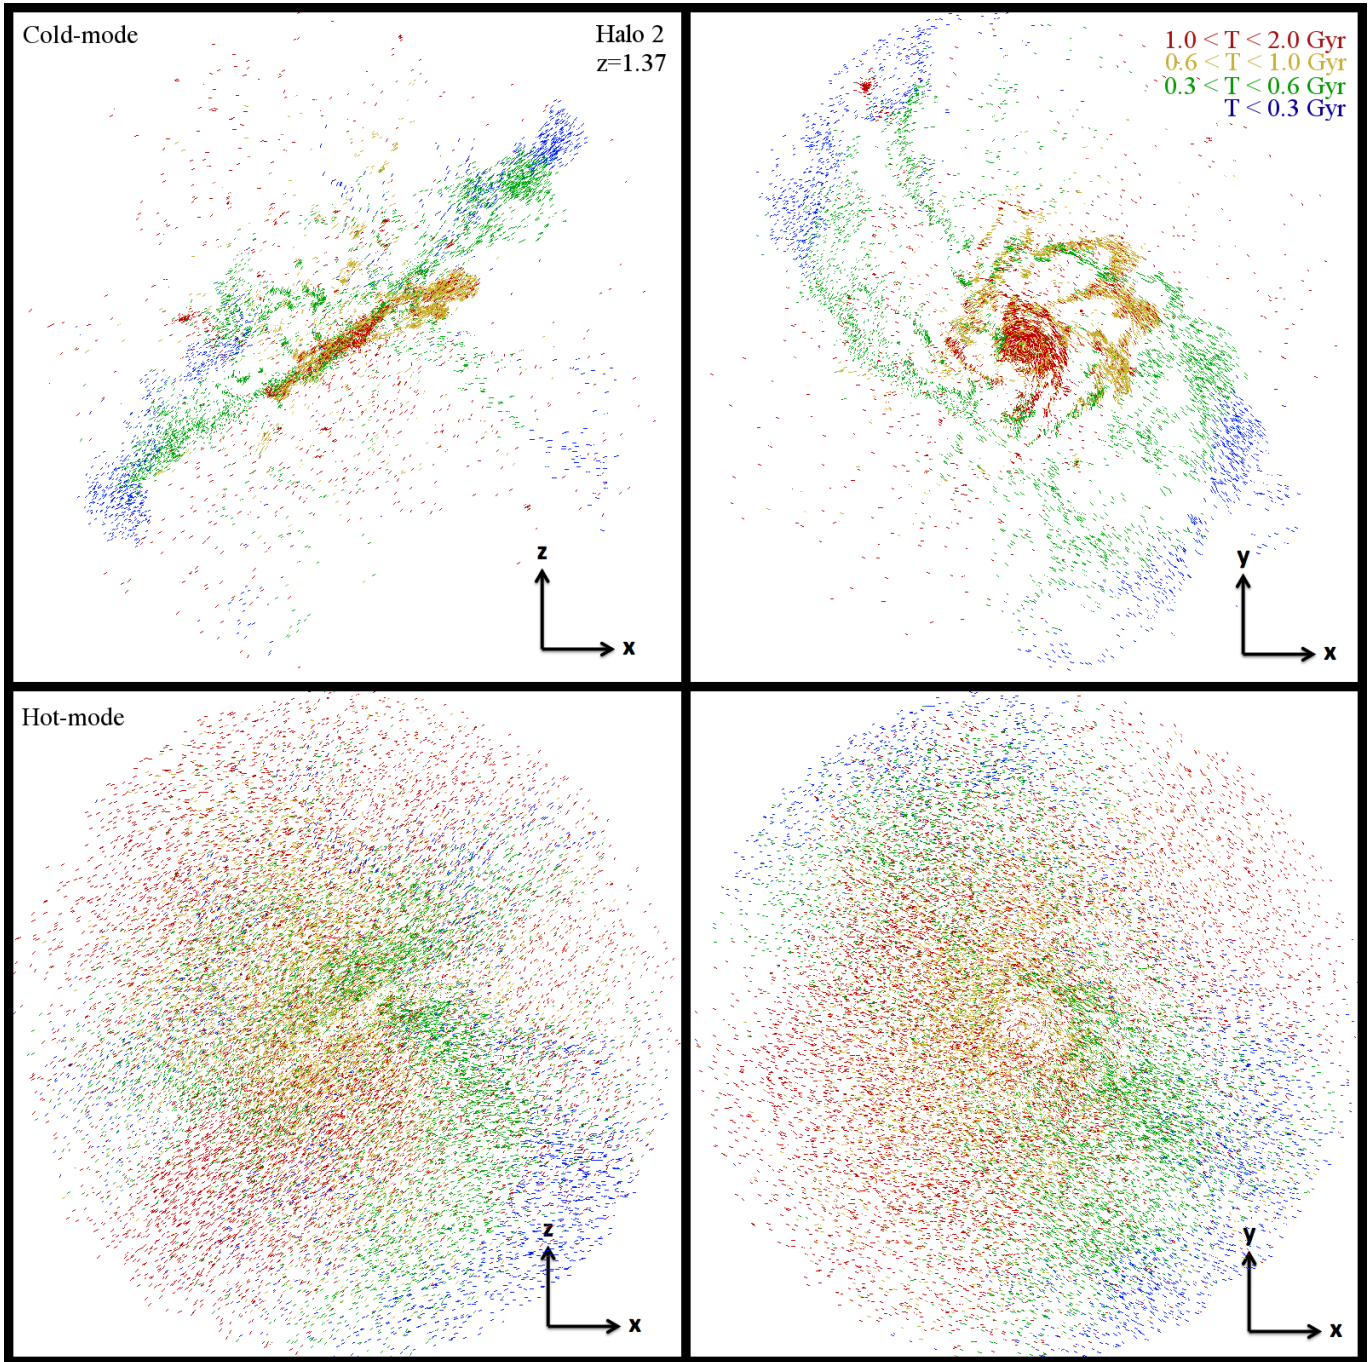 Cold-mode
Halo 2
z=1.37
z
x
1.0 < T < 2.0 Gyr
0.6 < T < 1.0 Gyr
0.3 < T < 0.6 Gyr
T < 0.3 Gyr
y
x
Hot-mode
z
x
y
x